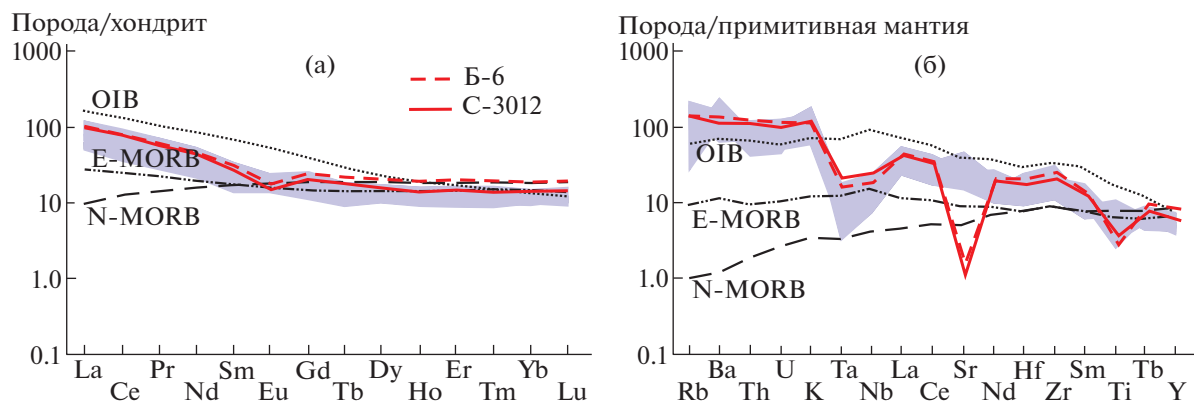 Порода/хондрит
1000
100
10
1.0
0.1
(а)
Б-6
С-3012
OIB
E-MORB
N-MORB
La Pr Sm Gd Dy Er Yb
Ce Nd Eu Tb Ho Tm Lu
Порода/примитивная мантия
1000
100
10
1.0
0.1
(б)
OIB
E-MORB
N-MORB
Ba U Ta La Sr Hf Sm Tb
Rb Th K Nb Ce Nd Zr Ti Y